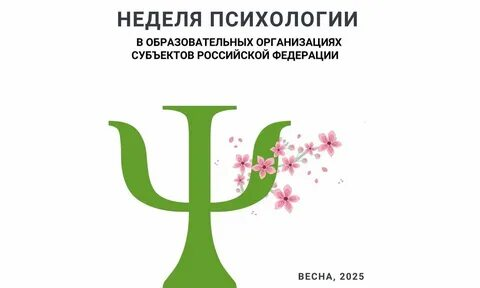 НЕДЕЛЯ ПСИХОЛОГИИ
В ОБРАЗОВАТЕЛЬНЫХ ОРГАНИЗАЦИЯХ
СУБЪЕКТОВ РОССИЙСКОЙ ФЕДЕРАЦИИ
ВЕСНА, 2025